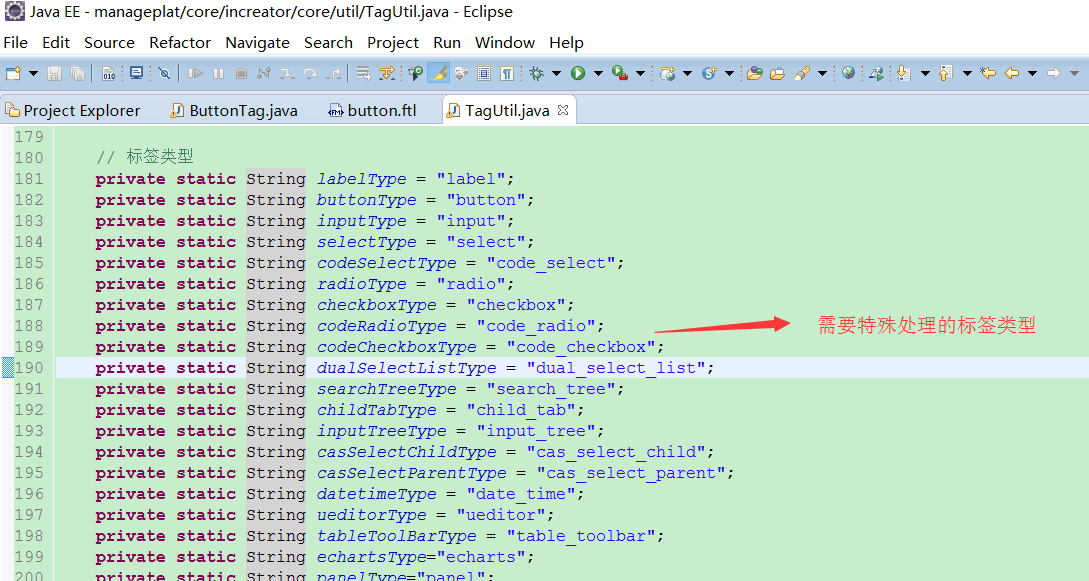 Java EE - manageplat/core/increator/core/util/TagUtil.java - Eclipse
File Edit Source Refactor Navigate Search Project Run Window Help
Project Explorer ButtonTag.java button.ftl TagUtil.java
179
180 // 标签类型
181 private static String labelType = "label";
182 private static String buttonType = "button";
183 private static String inputType = "input";
184 private static String selectType = "select";
185 private static String codeSelectType = "code_select";
186 private static String radioType = "radio";
187 private static String checkboxType = "checkbox";
188 private static String codeRadioType = "code_radio"; 需要特殊处理的标签类型
189 private static String codeCheckboxType = "code_checkbox";
190 private static String dualSelectListType = "dual_select_list";
191 private static String searchTreeType = "search_tree";
192 private static String childTabType = "child_tab";
193 private static String inputTreeType = "input_tree";
194 private static String casSelectChildType = "cas_select_child";
195 private static String casSelectParentType = "cas_select_parent";
196 private static String datetimeType = "date_time";
197 private static String ueditorType = "ueditor";
198 private static String tableToolBarType = "table_toolbar";
199 private static String echartsType="echarts";
200 private static String panelType="panel";